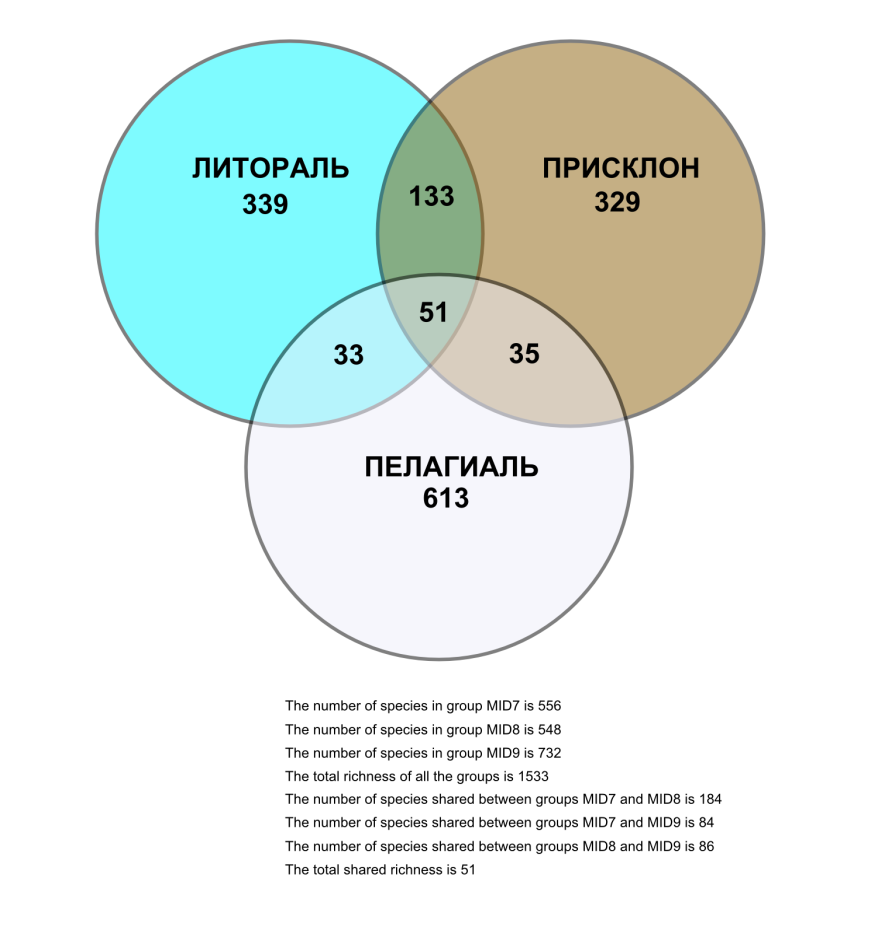 ЛИТОРАЛЬ
339
133
ПРИСКЛОН
329
51
33
35
ПЕЛАГИАЛЬ
613
The number of species in group MID7 is 556
The number of species in group MID8 is 548
The number of species in group MID9 is 732
The total richness of all the groups is 1533
The number of species shared between groups MID7 and MID8 is 184
The number of species shared between groups MID7 and MID9 is 84
The number of species shared between groups MID8 and MID9 is 86
The total shared richness is 51